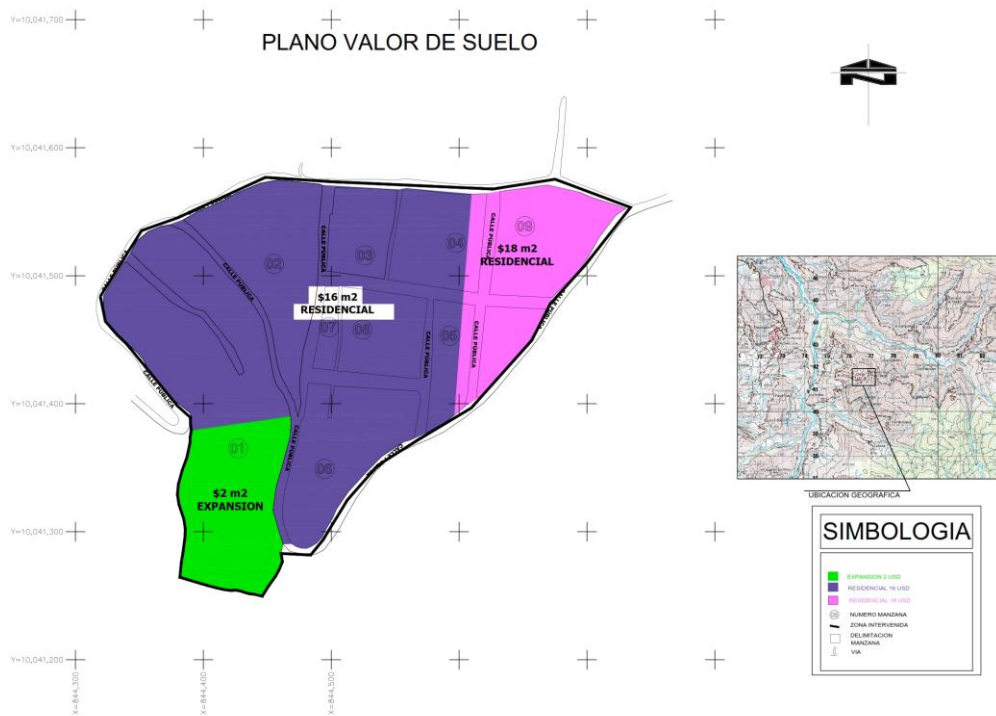 PLANO VALOR DE SUELO
Y=10,041,700
Y=10,041,600
Y=10,041,500
Y=10,041,400
Y=10,041,300
Y=10,041,200
X=844,300
X=844,400
X=844,500
CALLE PUBLICA
CALLE PUBLICA
CALLE PUBLICA
CALLE PUBLICA
CALLE PUBLICA
CALLE PUBLICA
CALLE PUBLICA
CALLE PUBLICA
02
03
04
09
$18 m2
RESIDENCIAL
$16 m2
RESIDENCIAL
07
08
05
01
06
$2 m2
EXPANSION
UBICACION GEOGRAFICA
SIMBOLOGIA
EXPANSION 2 USD
RESIDENCIAL 16 USD
RESIDENCIAL 18 USD
NUMERO MANZANA
ZONA INTERVENIDA
DELIMITACION
MANZANA
VIA